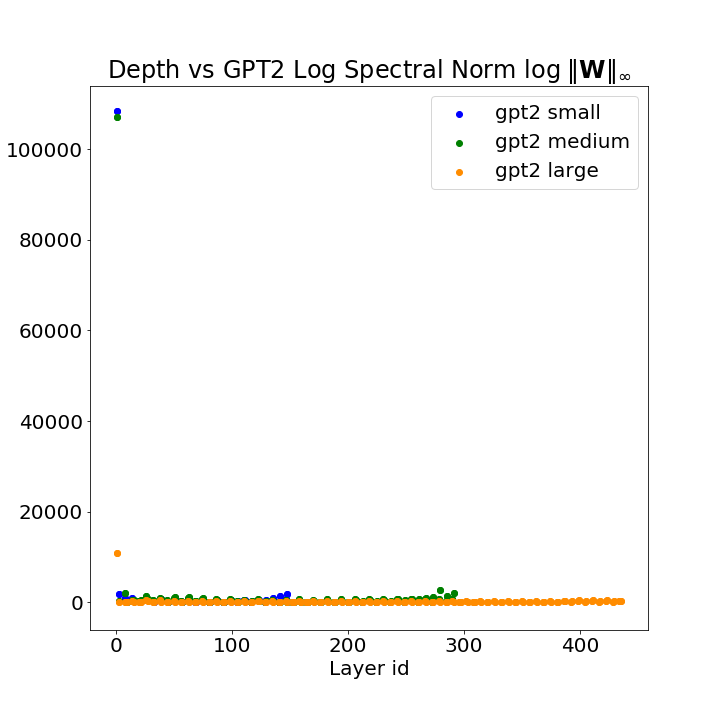 Depth vs GPT2 Log Spectral Norm log ‖W‖∞
gpt2 small
gpt2 medium
gpt2 large
100000
80000
60000
40000
20000
0
0 100 200 300 400
Layer id